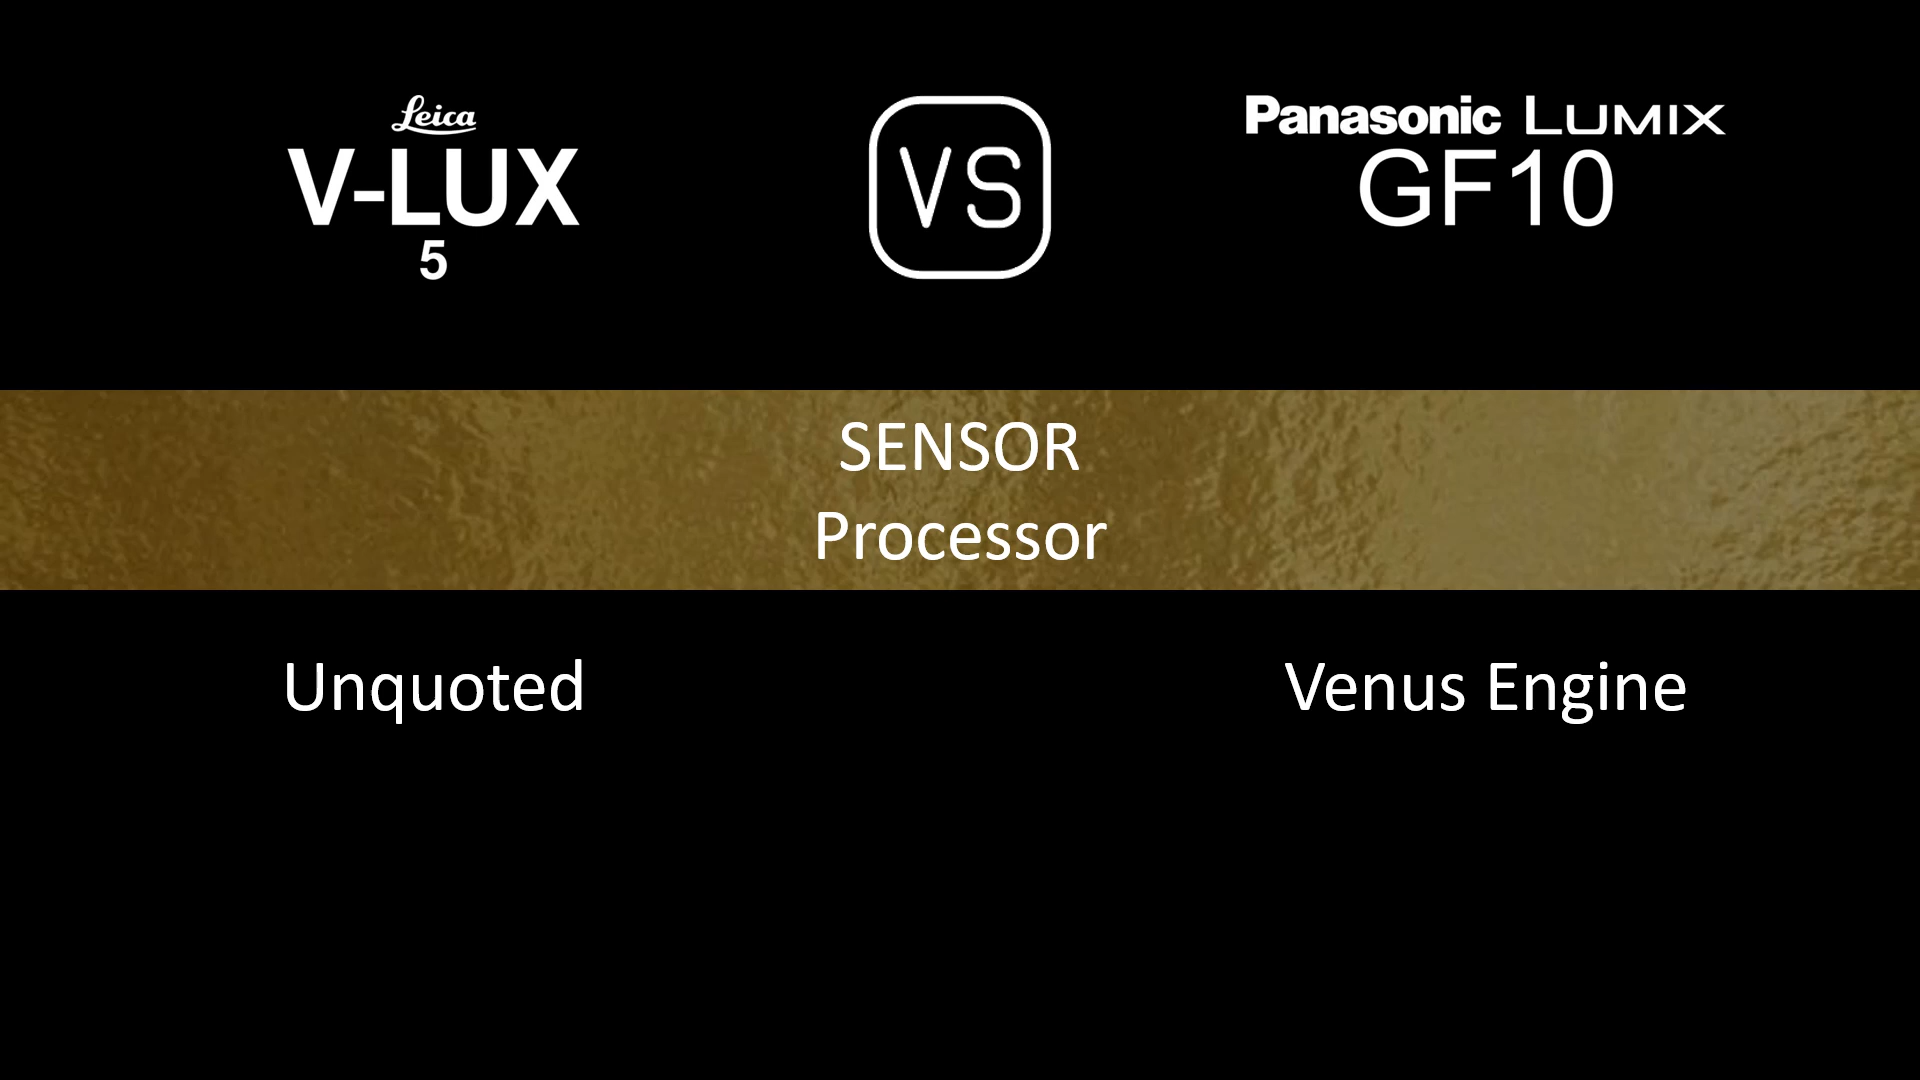 Leica
V-LUX
5
VS
Panasonic LUMIX
GF10
SENSOR
Processor
Unquoted
Venus Engine